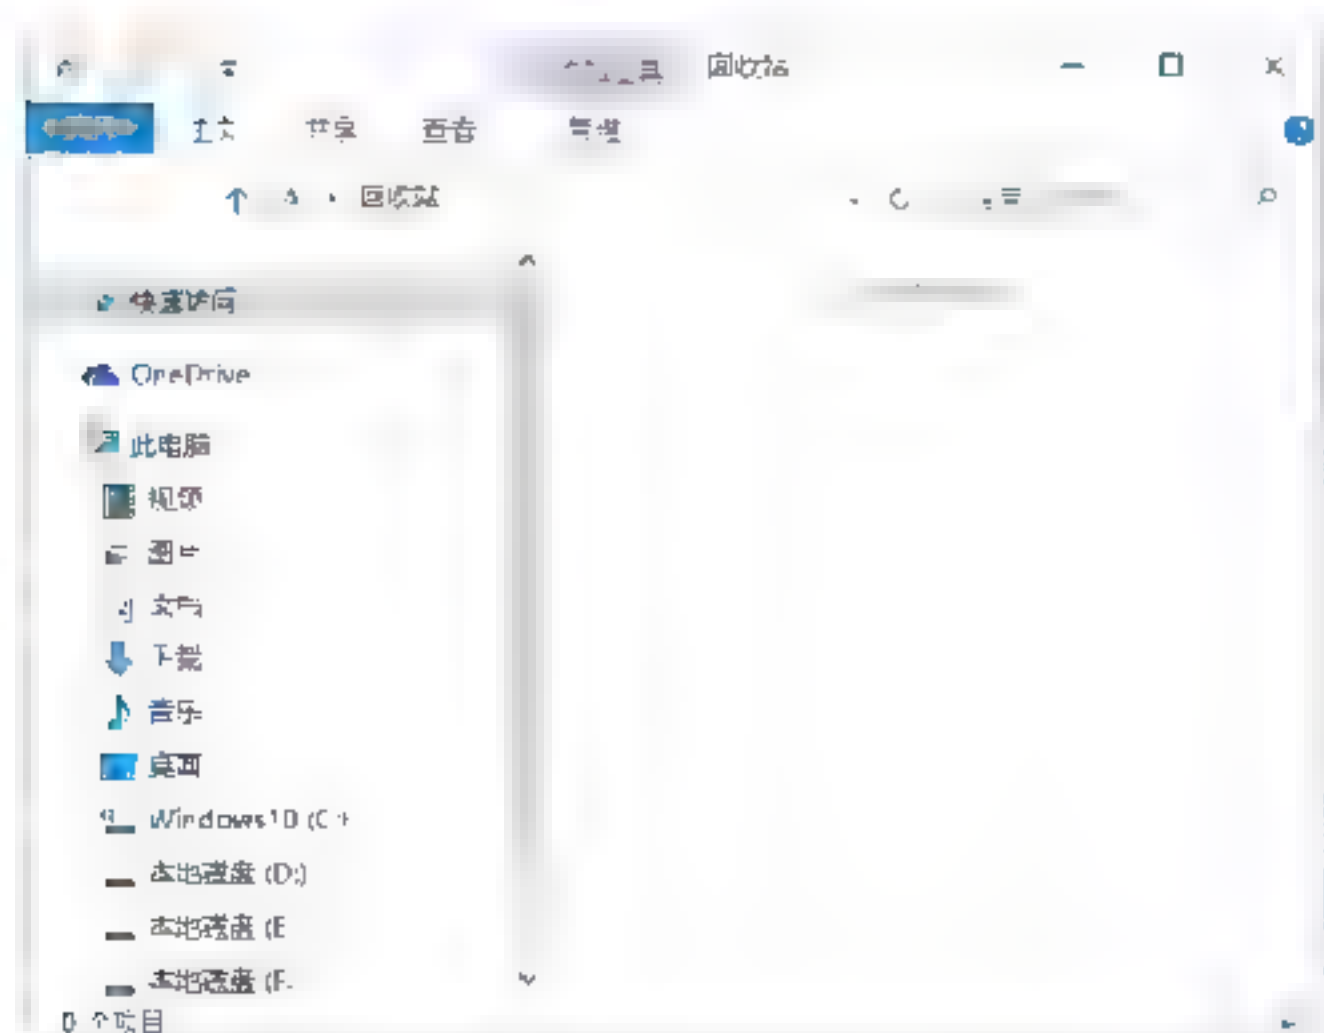 回收站
主页 共享 查看 管理
回收站
快速访问
OneDrive
此电脑
视频
图片
文档
下载
音乐
桌面
Windows10 (C:
本地磁盘 (D:)
本地磁盘 (E
本地磁盘 (F:
0 个项目